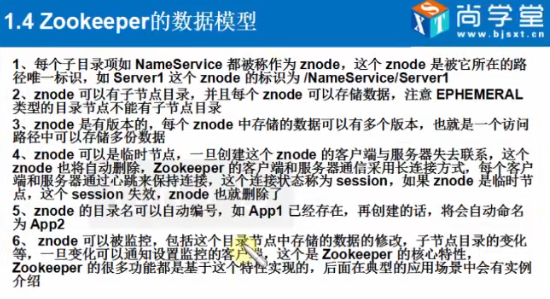 1.4 Zookeeper的数据模型
尚学堂
www.bjsxt.com
1、每个子目录项如 NameService 都被称作为 znode，这个 znode 是被它所在的路
径唯一标识，如 Server1 这个 znode 的标识为 /NameService/Server1
2、znode 可以有子节点目录，并且每个 znode 可以存储数据，注意 EPHEMERAL
类型的目录节点不能有子节点目录
3、znode 是有版本的，每个 znode 中存储的数据可以有多个版本，也就是一个访问
路径中可以存储多份数据
4、znode 可以是临时节点，一旦创建这个 znode 的客户端与服务器失去联系，这个
znode 也将自动删除，Zookeeper 的客户端和服务器通信采用长连接方式，每个客户
端和服务器通过心跳来保持连接，这个连接状态称为 session，如果 znode 是临时节
点，这个 session 失效，znode 也就删除了
5、znode 的目录名可以自动编号，如 App1 已经存在，再创建的话，将会自动命名
为 App2
6、 znode 可以被监控，包括这个目录节点中存储的数据的修改，子节点目录的变化
等，一旦变化可以通知设置监控的客户端，这个是 Zookeeper 的核心特性，
Zookeeper 的很多功能都是基于这个特性实现的，后面在典型的应用场景中会有实例
介绍